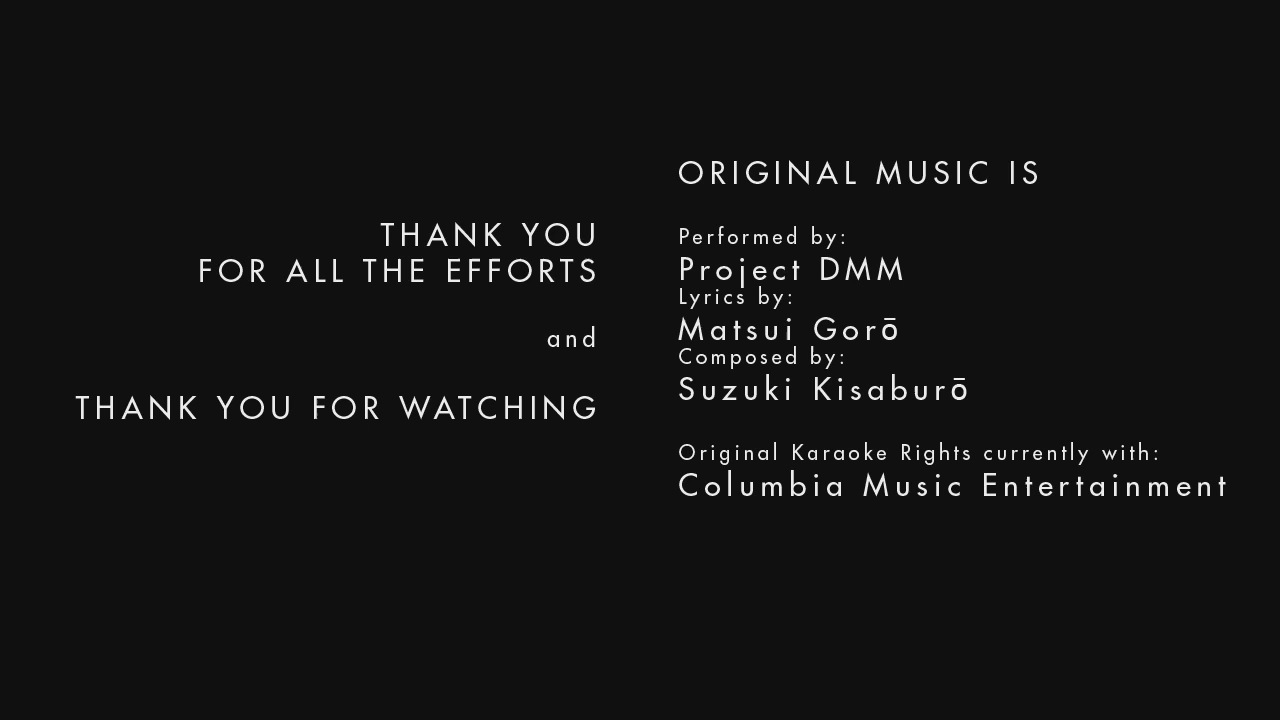 THANK YOU
FOR ALL THE EFFORTS
and
THANK YOU FOR WATCHING
ORIGINAL MUSIC IS
Performed by:
Project DMM
Lyrics by:
Matsui Gorō
Composed by:
Suzuki Kisaburō
Original Karaoke Rights currently with:
Columbia Music Entertainment